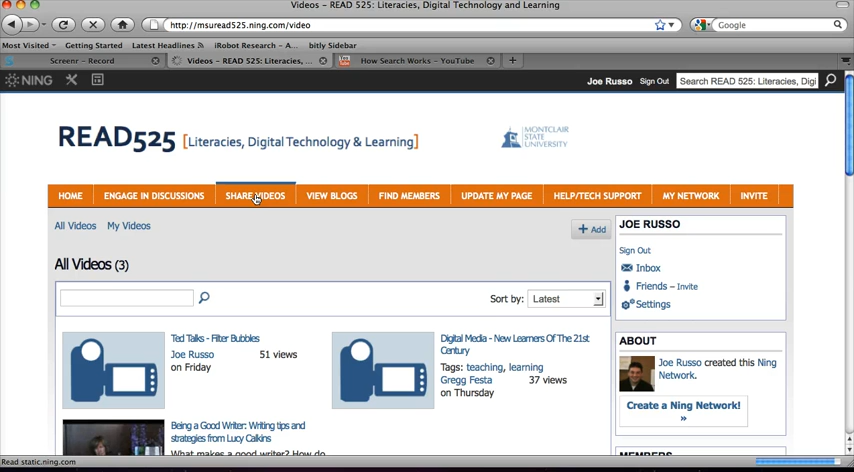 Videos - READ 525: Literacies, Digital Technology and Learning
http://msuread525.ning.com/video
Google
Most Visited
Getting Started
Latest Headlines
iRobot Research - A...
bitly Sidebar
Screenr - Record
Videos - READ 525: Literacies, ...
How Search Works - YouTube
NING
Joe Russo
Sign Out
Search READ 525: Literacies, Digi
READ525 [Literacies, Digital Technology & Learning]
MONTCLAIR STATE
UNIVERSITY
HOME
ENGAGE IN DISCUSSIONS
SHARE VIDEOS
VIEW BLOGS
FIND MEMBERS
UPDATE MY PAGE
HELP/TECH SUPPORT
MY NETWORK
INVITE
All Videos
My Videos
+ Add
All Videos (3)
Sort by:
Latest
Ted Talks - Filter Bubbles
Joe Russo
51 views
on Friday
Digital Media - New Learners Of The 21st
Century
Tags: teaching, learning
Gregg Festa
37 views
on Thursday
Being a Good Writer: Writing tips and
strategies from Lucy Calkins
What makes a good writer? How do
JOE RUSSO
Sign Out
Inbox
Friends – Invite
Settings
ABOUT
Joe Russo created this Ning
Network.
Create a Ning Network!
»
MEMBERS
Read static.ning.com